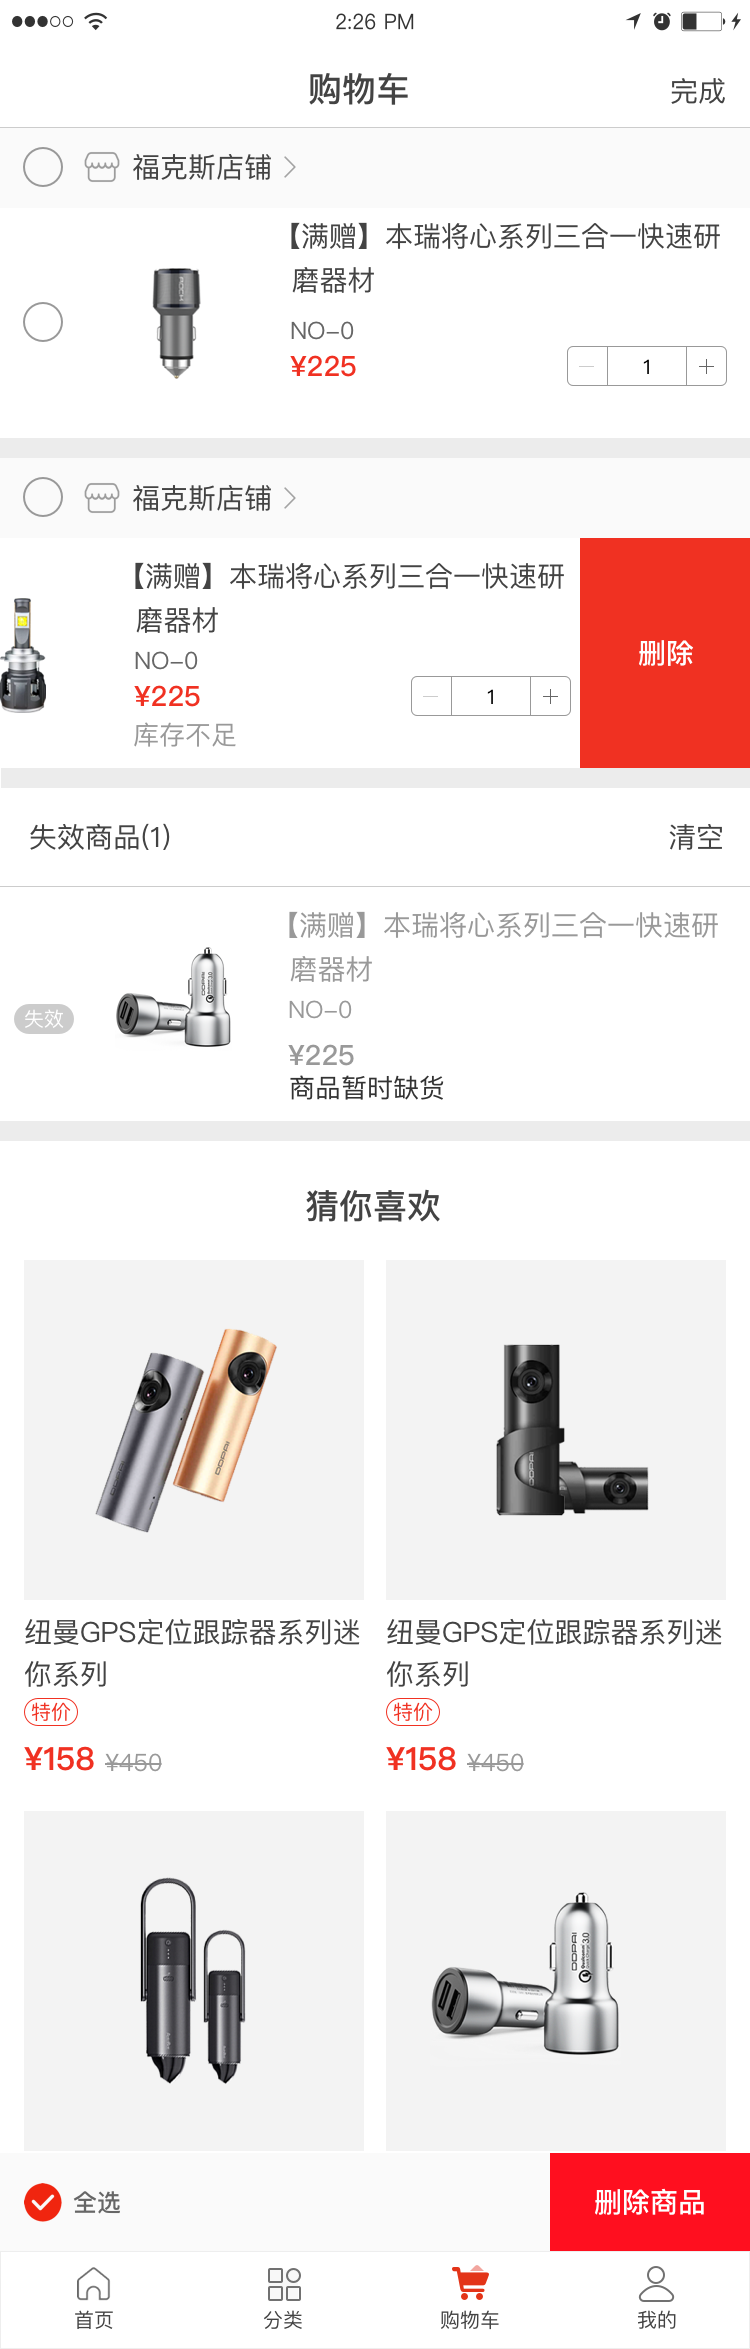 2:26 PM
购物车
完成
福克斯店铺
【满赠】本瑞将心系列三合一快速研
磨器材
NO-0
¥225
1
福克斯店铺
【满赠】本瑞将心系列三合一快速研
磨器材
NO-0
¥225
1
库存不足
删除
失效商品(1)
清空
【满赠】本瑞将心系列三合一快速研
磨器材
NO-0
失效
¥225
商品暂时缺货
猜你喜欢
DDPAI
DDPAI
DDPAI
纽曼GPS定位跟踪器系列迷
你系列
特价
¥158 ¥450
纽曼GPS定位跟踪器系列迷
你系列
特价
¥158 ¥450
DDPAI
3.0
全选
删除商品
首页
分类
购物车
我的